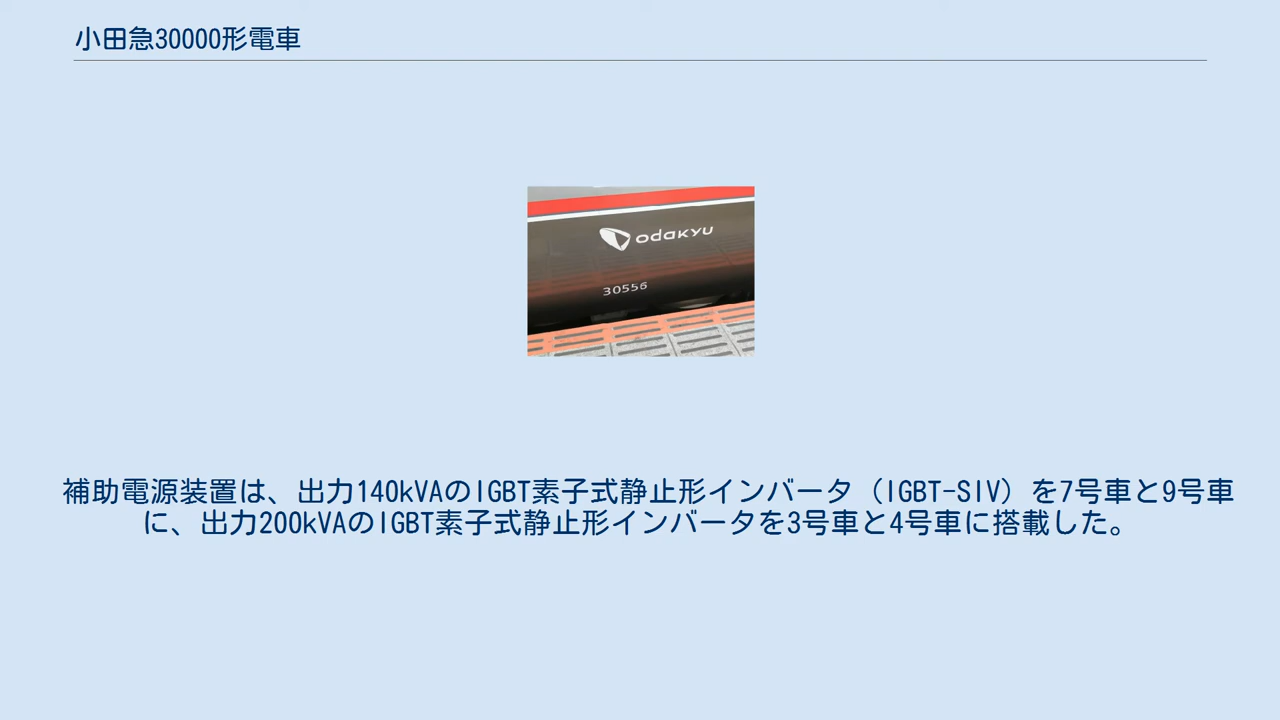 小田急30000形電車
odakyu
30556
補助電源装置は、出力140kVAのIGBT素子式静止形インバータ（IGBT-SIV）を7号車と9号車
に、出力200kVAのIGBT素子式静止形インバータを3号車と4号車に搭載した。